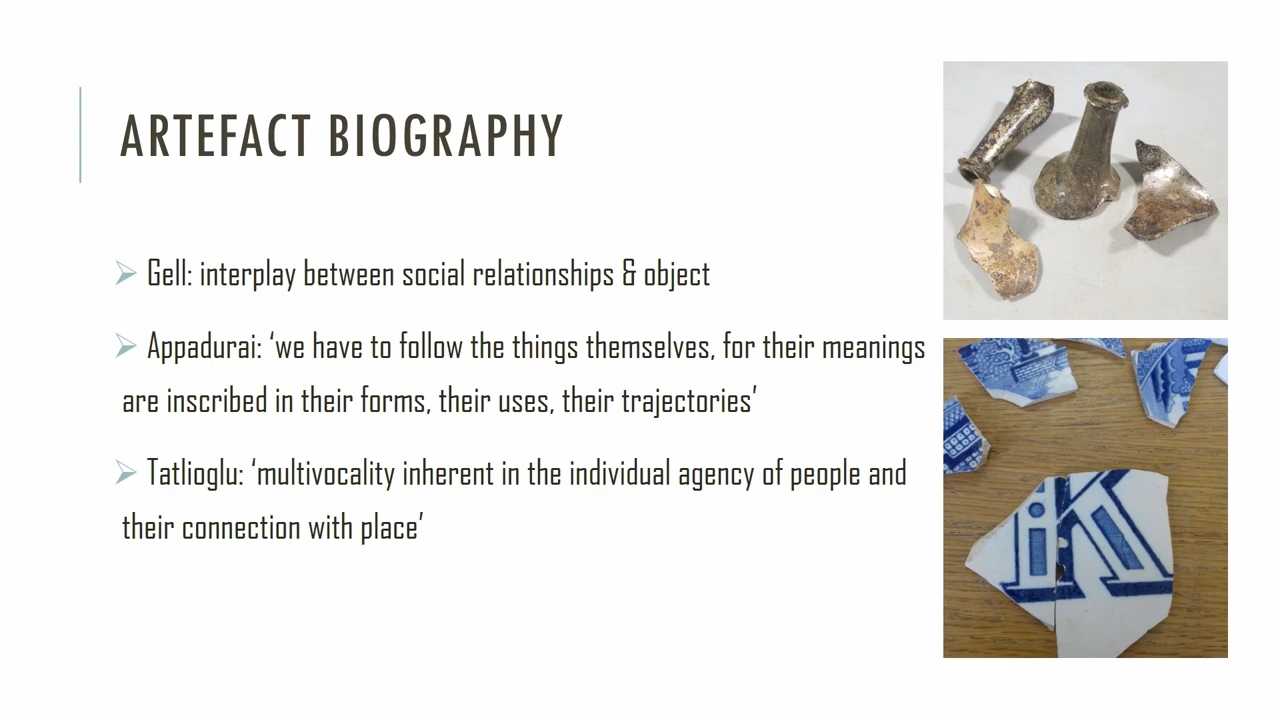 ARTEFACT BIOGRAPHY
Gell: interplay between social relationships & object
Appadurai: ‘we have to follow the things themselves, for their meanings
are inscribed in their forms, their uses, their trajectories’
Tatlioglu: ‘multivocality inherent in the individual agency of people and
their connection with place’